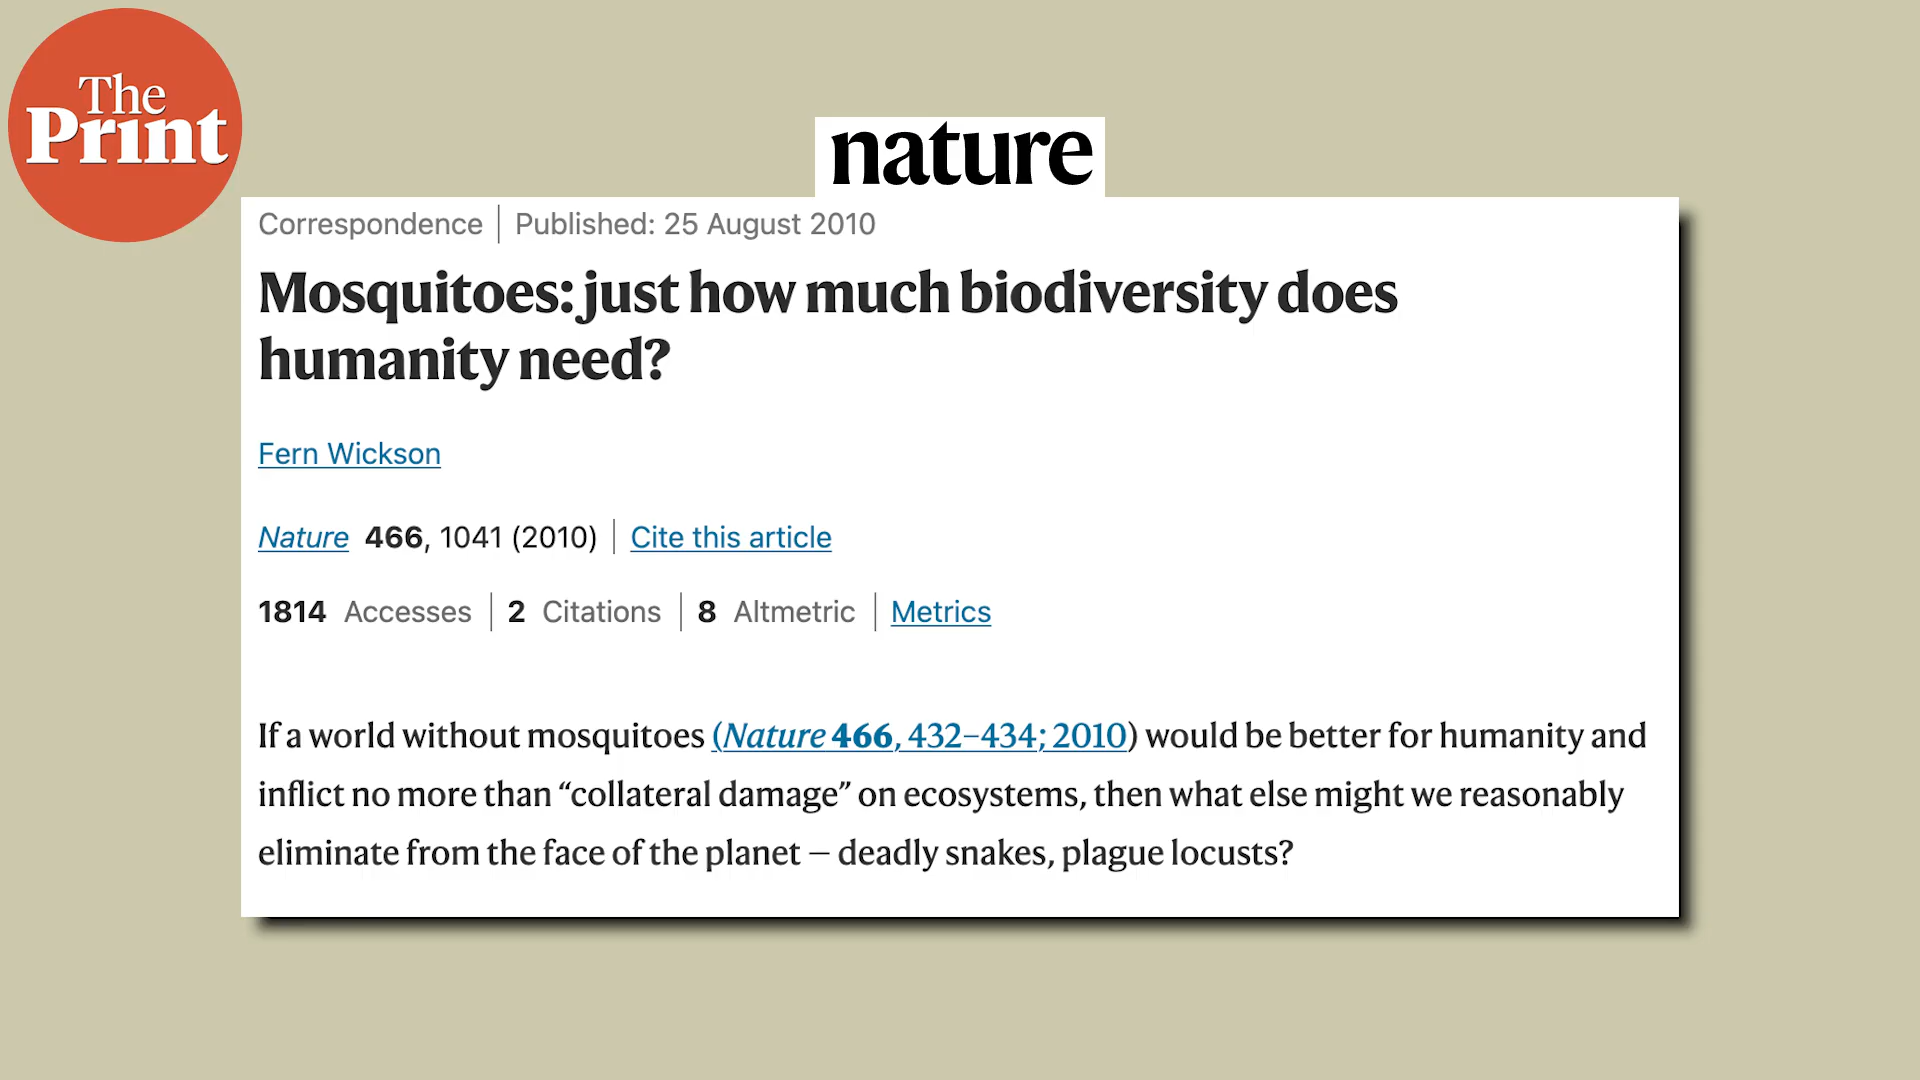 The
Print
nature
Correspondence | Published: 25 August 2010
Mosquitoes: just how much biodiversity does
humanity need?
Fern Wickson
Nature 466, 1041 (2010) | Cite this article
1814 Accesses | 2 Citations | 8 Altmetric | Metrics
If a world without mosquitoes (Nature 466, 432–434; 2010) would be better for humanity and
inflict no more than “collateral damage” on ecosystems, then what else might we reasonably
eliminate from the face of the planet — deadly snakes, plague locusts?